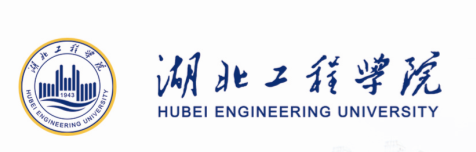 湖北工程学院
1943
HUBEI ENGINEERING UNIVERSITY
湖北工程学院
HUBEI ENGINEERING UNIVERSITY